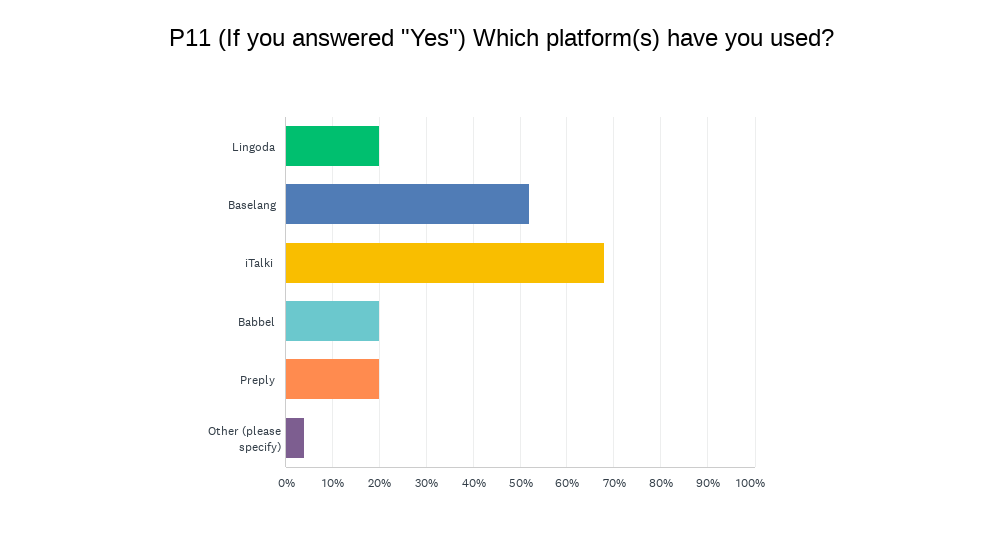 P11 (If you answered "Yes") Which platform(s) have you used?
Lingoda
Baselang
iTalki
Babbel
Preply
Other (please
specify)
0% 10% 20% 30% 40% 50% 60% 70% 80% 90% 100%